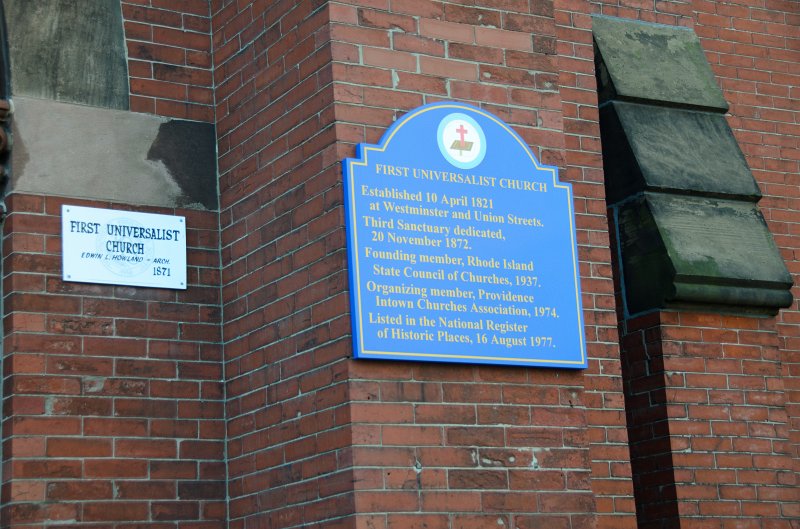 FIRST UNIVERSALIST
CHURCH
EDWIN L. HOWLAND - ARCH.
1871
FIRST UNIVERSALIST CHURCH
Established 10 April 1821
at Westminster and Union Streets.
Third Sanctuary dedicated,
20 November 1872.
Founding member, Rhode Island
State Council of Churches, 1937.
Organizing member, Providence
Intown Churches Association, 1974.
Listed in the National Register
of Historic Places, 16 August 1977.